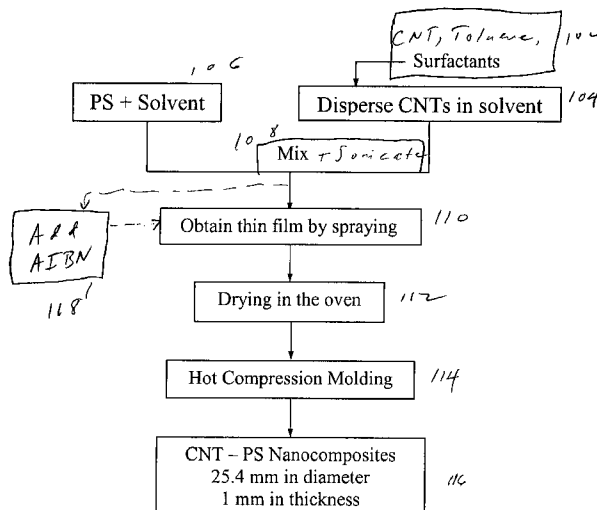 CNT, Toluene, 102
Surfactants
106
PS + Solvent
Disperse CNTs in solvent 104
108
Mix + Sonicate
Add
AIBN
118
Obtain thin film by spraying 110
Drying in the oven 112
Hot Compression Molding 114
CNT – PS Nanocomposites
25.4 mm in diameter 116
1 mm in thickness